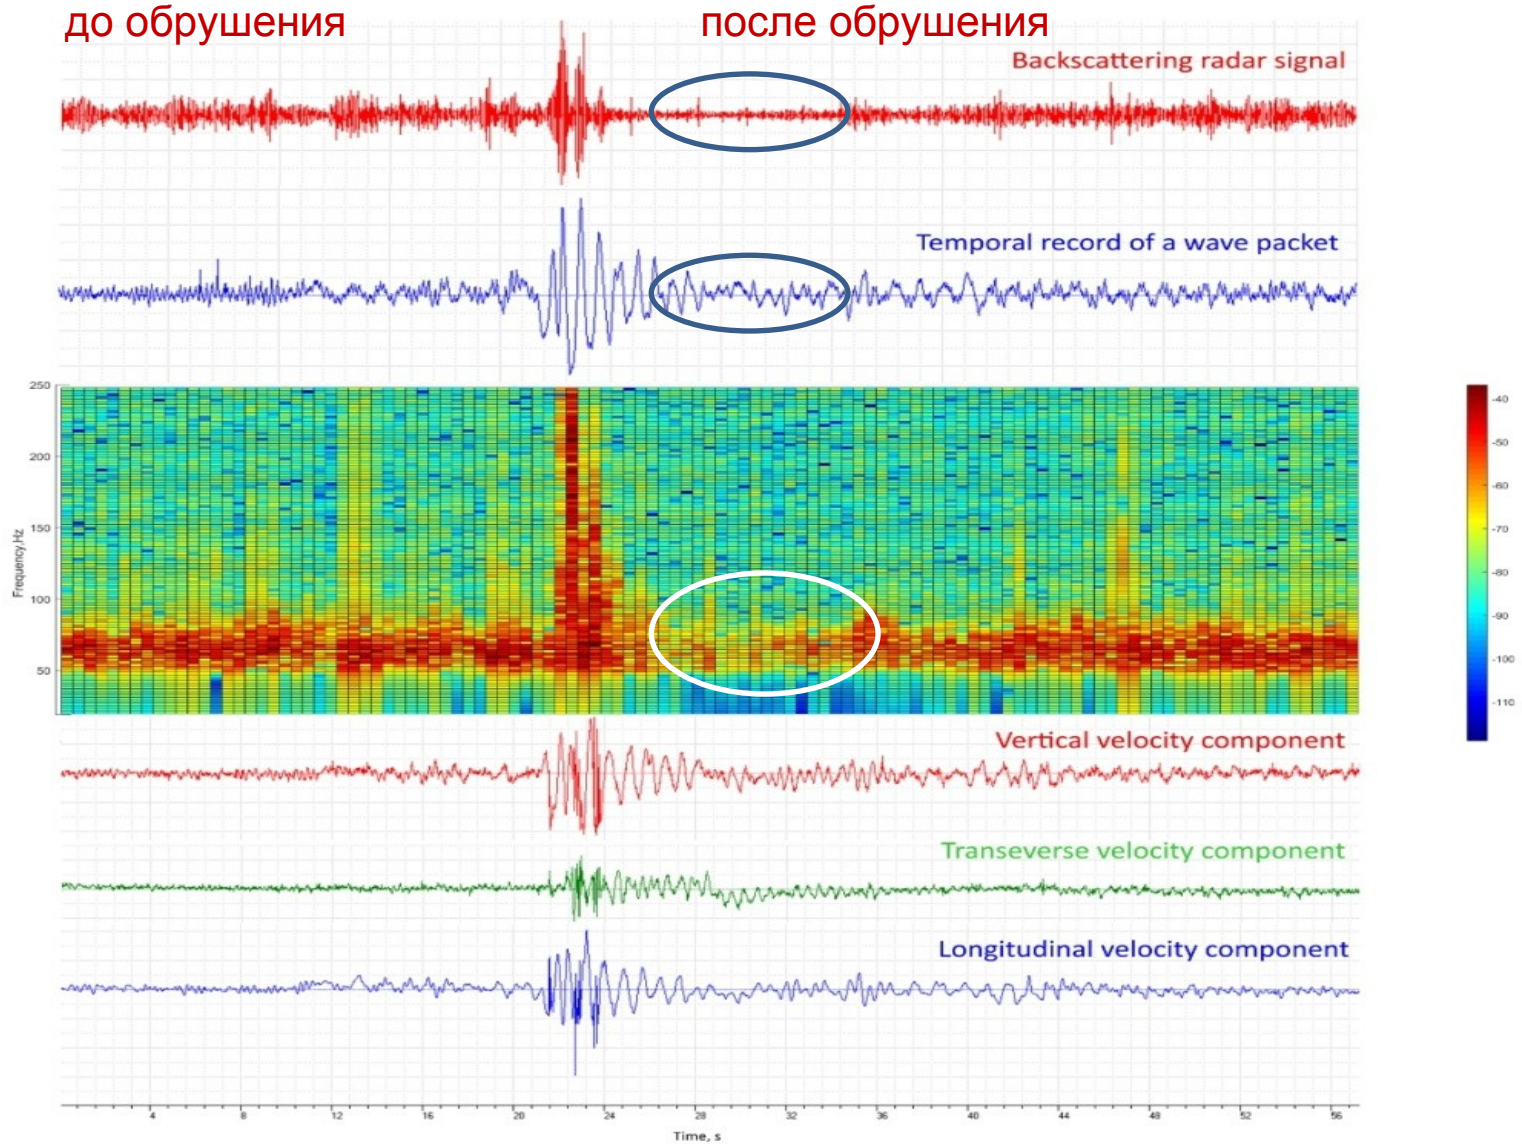 до обрушения
после обрушения
Backscattering radar signal
Temporal record of a wave packet
250
200
150
100
50
Frequency,Hz
-40
-50
-60
-70
-80
-90
-100
-110
Vertical velocity component
Transeverse velocity component
Longitudinal velocity component
4 8 12 16 20 24 28 32 36 40 44 48 52 56
Time, s